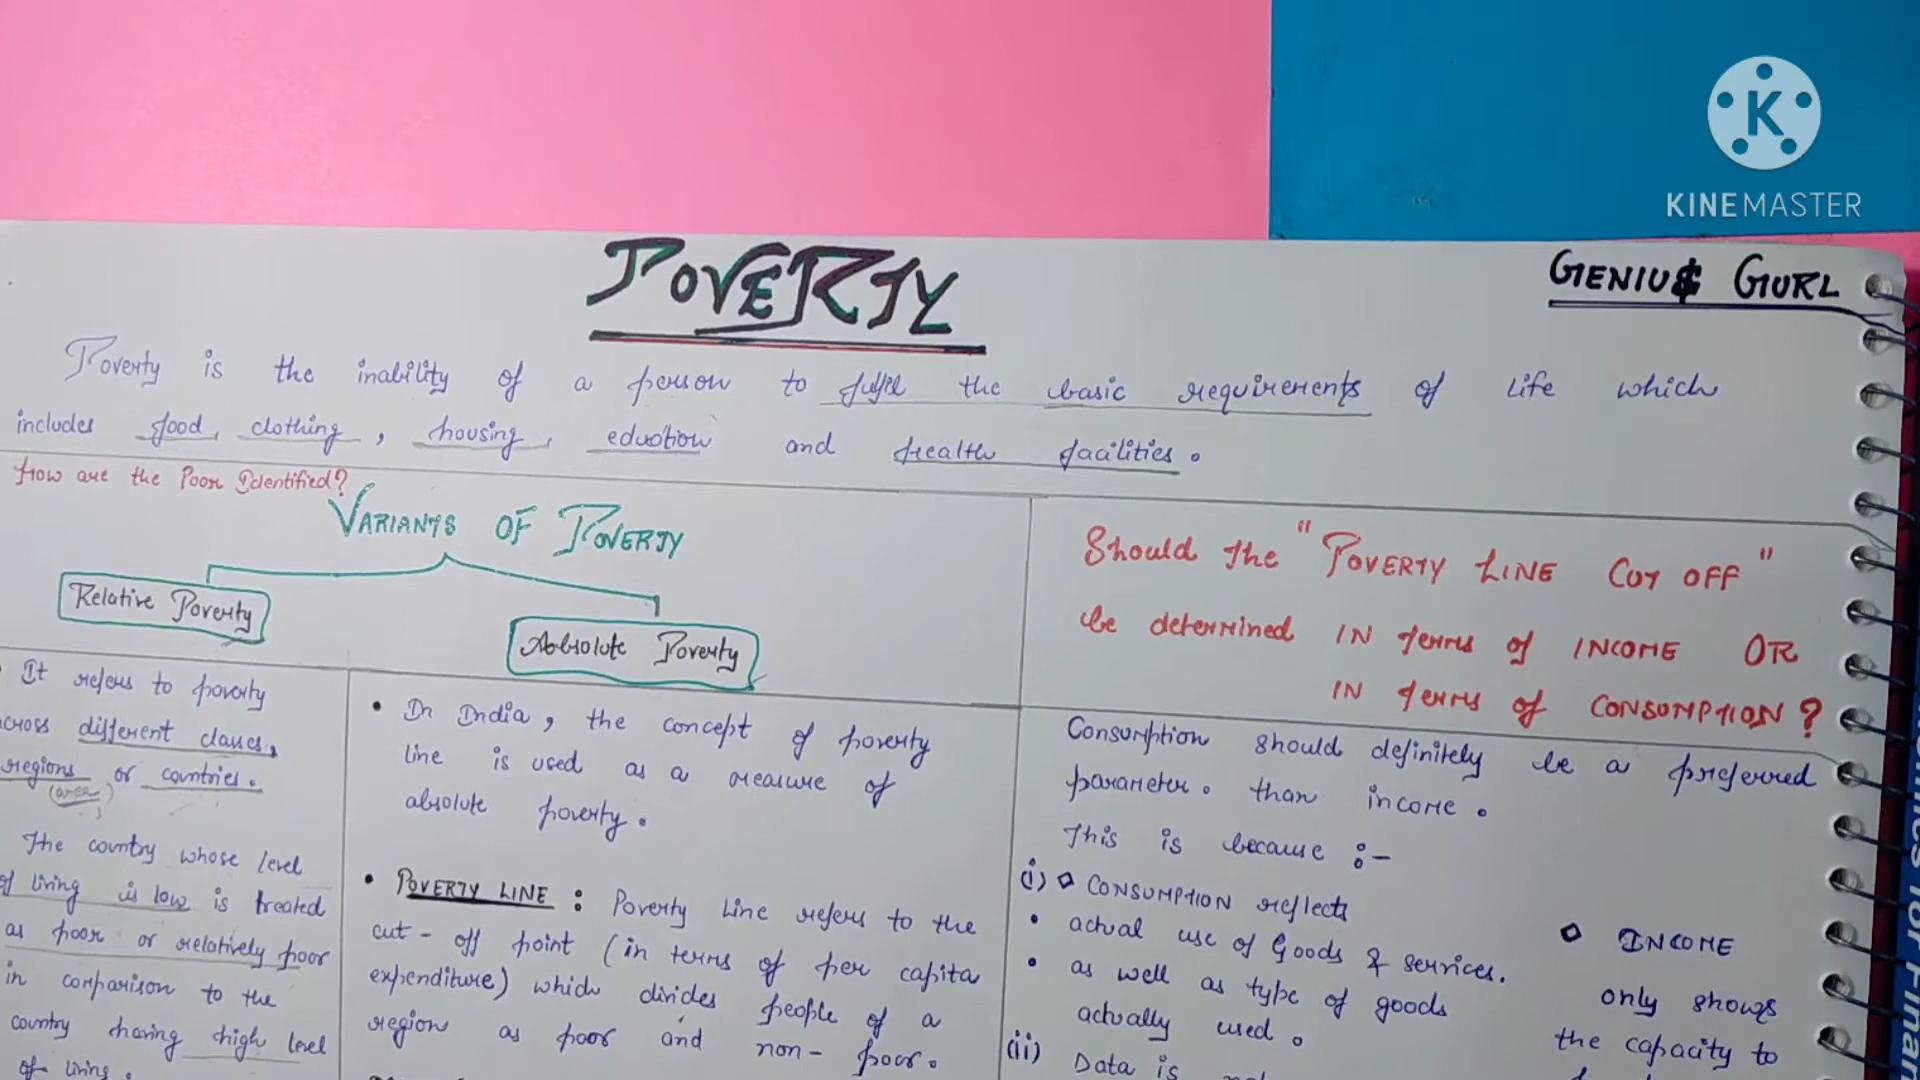 K
KINEMASTER
POVERTY
GENIU$ GURL
Poverty is the inability of a person to fulfil the basic requirements of life which
includes food, clothing, housing, eduction and health facilities.
How are the Poor Identified?
VARIANTS OF POVERTY
Relative Poverty
Absolute Poverty
It refers to poverty
across different classes,
regions or countries.
(area)
The country whose level
of living is low is treated
as poor or relatively poor
in comparison to the
country having high level
of living.
• In India, the concept of poverty
line is used as a measure of
absolute poverty.
• POVERTY LINE : Poverty Line refers to the
cut-off point (in terms of per capita
expenditure) which divides people of a
region as poor and non-poor.
Should the "POVERTY LINE CUT OFF"
be determined IN terms of INCOME OR
IN terms of CONSUMPTION?
Consumption should definitely be a preferred
parameter. than income.
This is because :-
(i) ◇ CONSUMPTION reflects
• actual use of Goods & services.
• as well as type of goods
actually used.
(ii) Data is
◇ INCOME
only shows
the capacity to